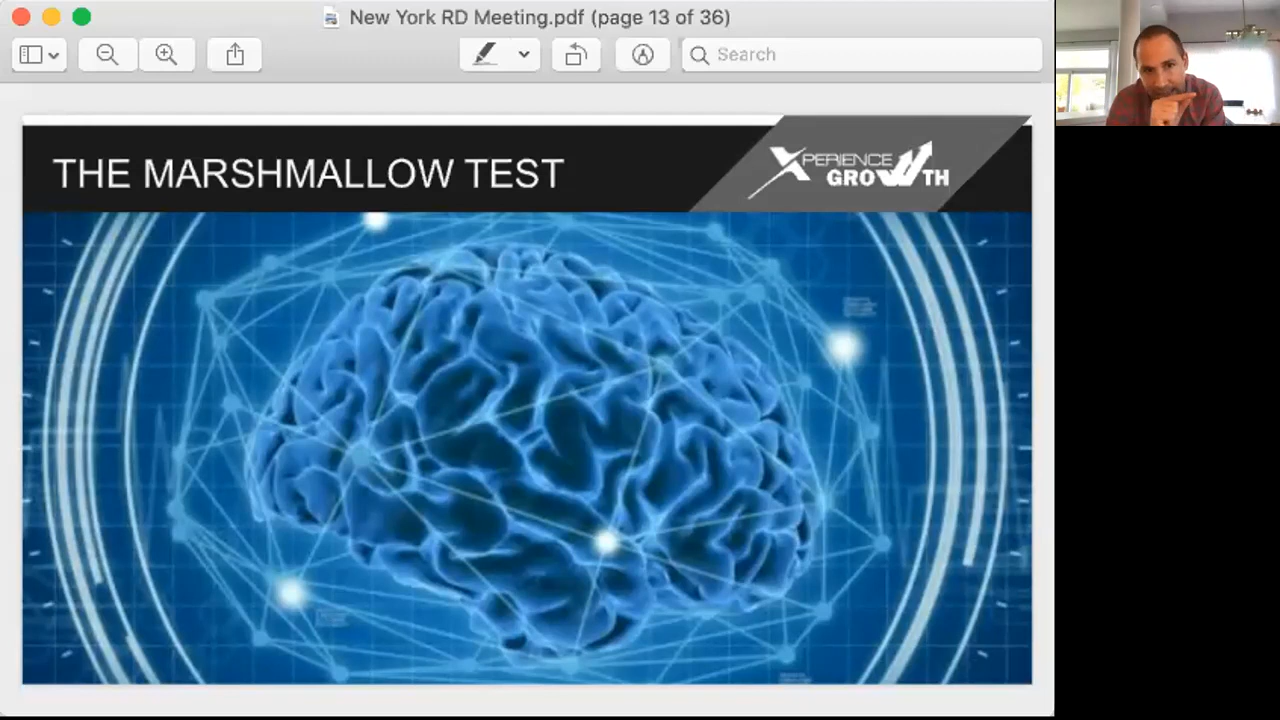 New York RD Meeting.pdf (page 13 of 36)
Search
THE MARSHMALLOW TEST
XPERIENCE
GROWTH